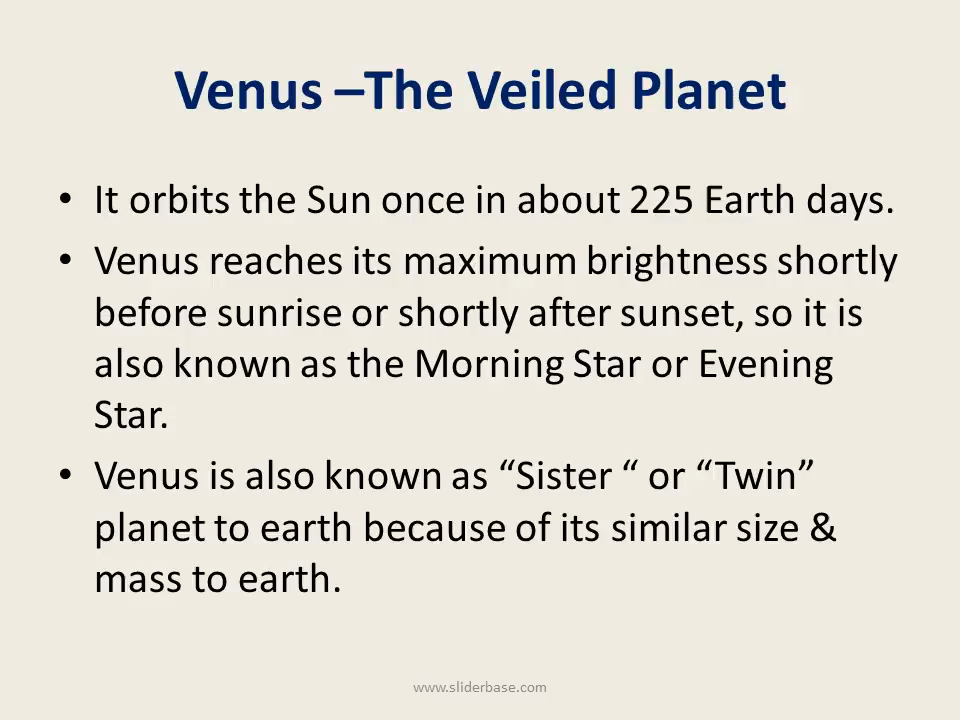 Venus –The Veiled Planet
• It orbits the Sun once in about 225 Earth days.
• Venus reaches its maximum brightness shortly
before sunrise or shortly after sunset, so it is
also known as the Morning Star or Evening
Star.
• Venus is also known as “Sister “ or “Twin”
planet to earth because of its similar size &
mass to earth.
www.sliderbase.com